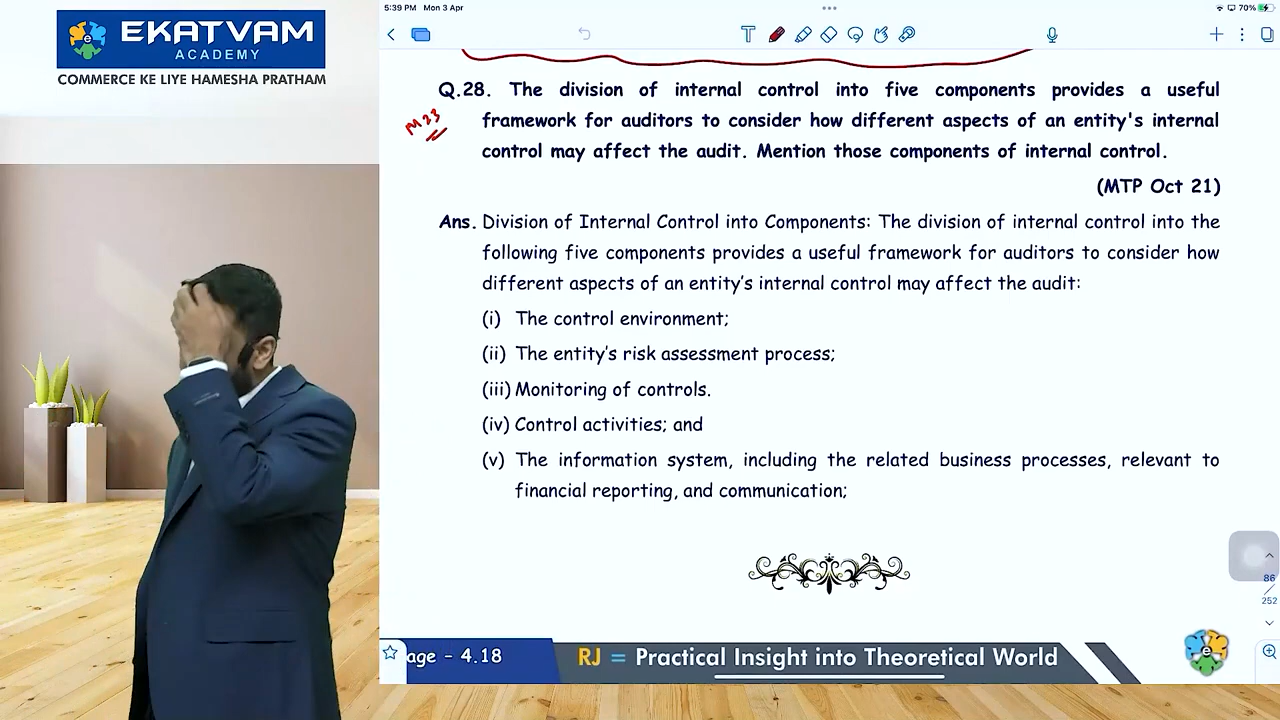 EKATVAM
ACADEMY
COMMERCE KE LIYE HAMESHA PRATHAM
5:39 PM Mon 3 Apr
70%
Q.28. The division of internal control into five components provides a useful
framework for auditors to consider how different aspects of an entity's internal
control may affect the audit. Mention those components of internal control.
M23
(MTP Oct 21)
Ans. Division of Internal Control into Components: The division of internal control into the
following five components provides a useful framework for auditors to consider how
different aspects of an entity's internal control may affect the audit:
(i) The control environment;
(ii) The entity's risk assessment process;
(iii) Monitoring of controls.
(iv) Control activities; and
(v) The information system, including the related business processes, relevant to
financial reporting, and communication;
86
252
age - 4.18
RJ = Practical Insight into Theoretical World